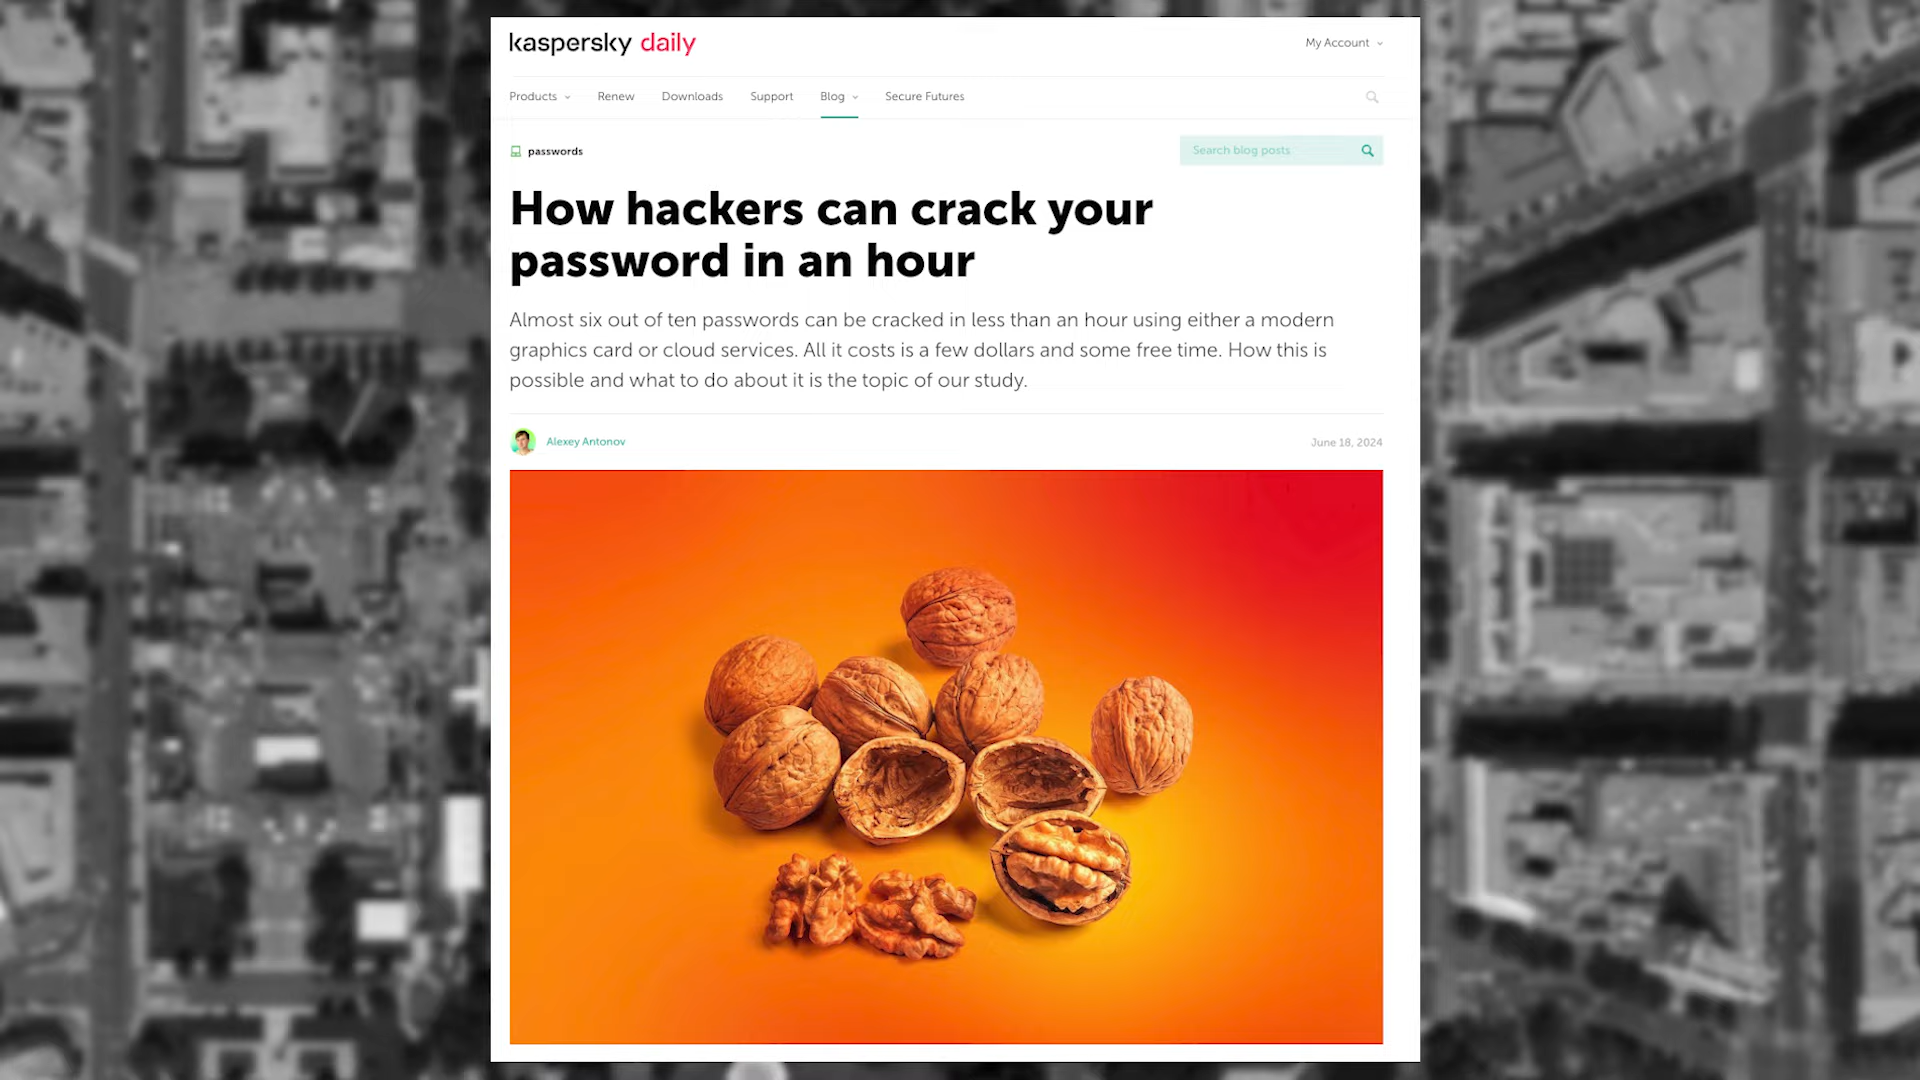 kaspersky daily
My Account
Products
Renew
Downloads
Support
Blog
Secure Futures
passwords
Search blog posts
How hackers can crack your
password in an hour
Almost six out of ten passwords can be cracked in less than an hour using either a modern
graphics card or cloud services. All it costs is a few dollars and some free time. How this is
possible and what to do about it is the topic of our study.
Alexey Antonov
June 18, 2024